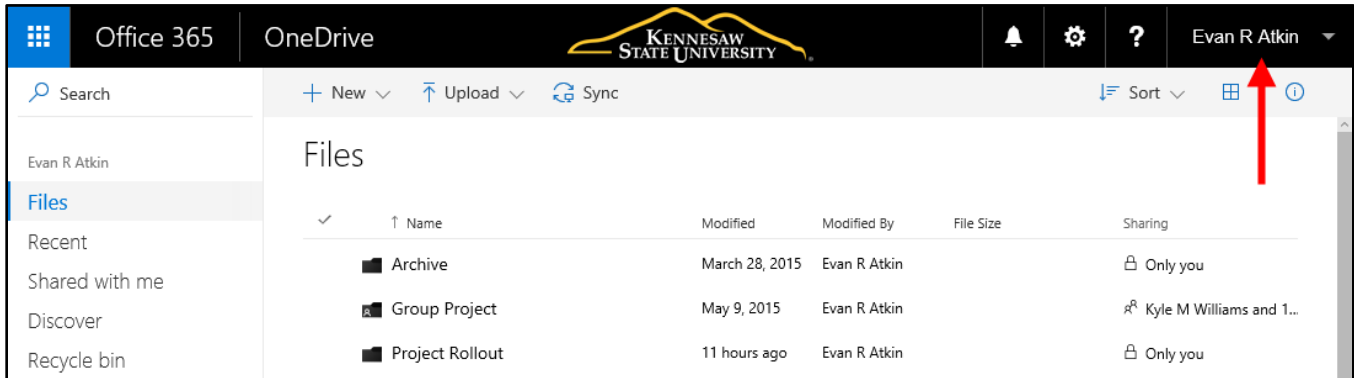 Office 365 OneDrive KENNESAW STATE UNIVERSITY ? Evan R Atkin
Search
New Upload Sync Sort
Evan R Atkin
Files
Recent
Shared with me
Discover
Recycle bin
Files
Name Modified Modified By File Size Sharing
Archive March 28, 2015 Evan R Atkin Only you
Group Project May 9, 2015 Evan R Atkin Kyle M Williams and 1...
Project Rollout 11 hours ago Evan R Atkin Only you